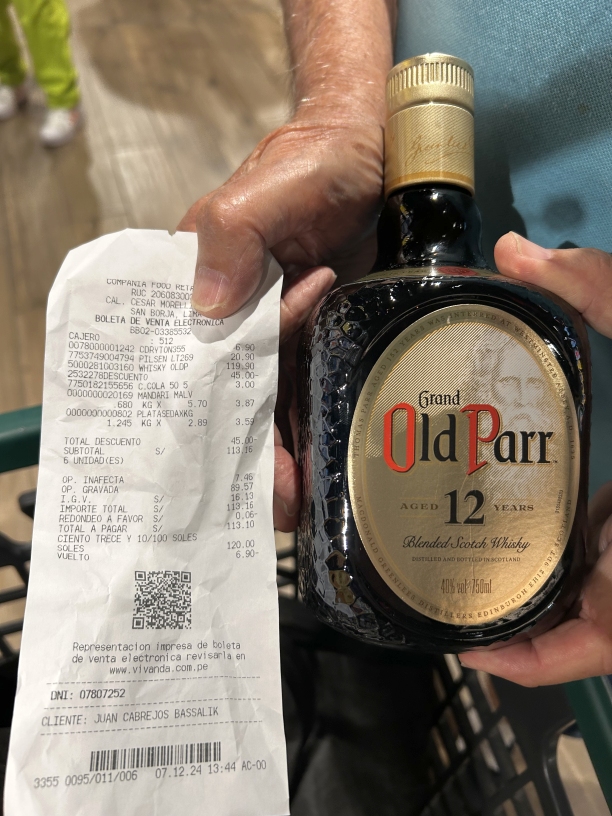 COMPAÑIA FOOD RETA
RUC 20608300
CAL. CESAR MORELL
SAN BORJA, LIMA
BOLETA DE VENTA ELECTRONICA
BB02-03385532
CAJERO : 512
0078000001242 CDRYTON355 6.90
7753749004794 PILSEN LT269 20.90
5000281003160 WHISKY OLDP 119.90
2532278DESCUENTO 45.00-
7750182155656 C.COLA 50 5 3.00
0000000020169 MANDARI MALV
.680 KG X 5.70 3.87
0000000000802 PLATASEDAKG
1.245 KG X 2.89 3.59
TOTAL DESCUENTO 45.00-
SUBTOTAL S/ 113.16
6 UNIDAD(ES)
OP. INAFECTA 7.46
OP. GRAVADA 89.57
I.G.V. S/ 16.13
IMPORTE TOTAL S/ 113.16
REDONDEO A FAVOR S/ 0.06-
TOTAL A PAGAR S/ 113.10
CIENTO TRECE Y 10/100 SOLES
SOLES 120.00
VUELTO 6.90-
Representacion impresa de boleta
de venta electronica revisarla en
www.vivanda.com.pe
DNI: 07807252
CLIENTE: JUAN CABREJOS BASSALIK
3355 0095/011/006 07.12.24 13:44 AC-00
Grand
Old Parr
AGED 12 YEARS
Blended Scotch Whisky
DISTILLED AND BOTTLED IN SCOTLAND
40% vol 750ml